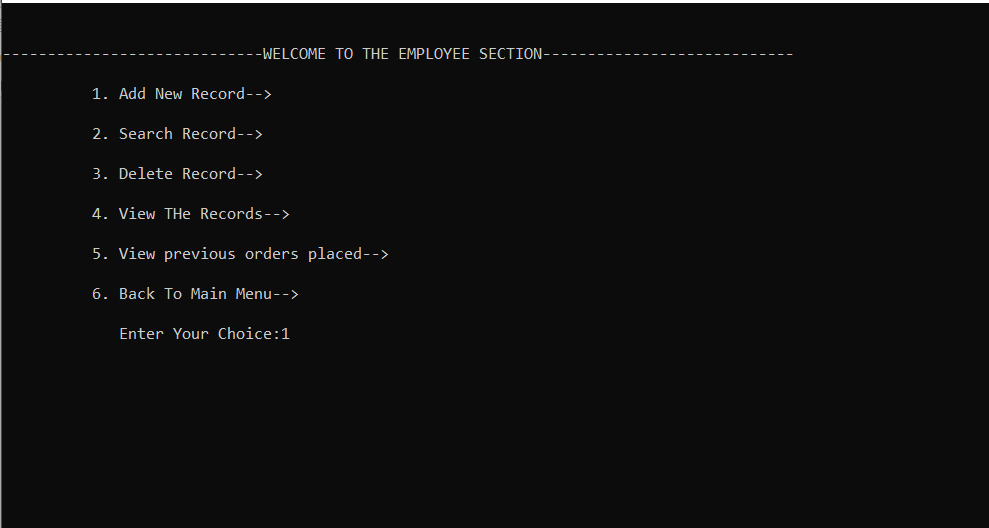 -----------------------------WELCOME TO THE EMPLOYEE SECTION----------------------------
1. Add New Record-->
2. Search Record-->
3. Delete Record-->
4. View THe Records-->
5. View previous orders placed-->
6. Back To Main Menu-->
Enter Your Choice:1